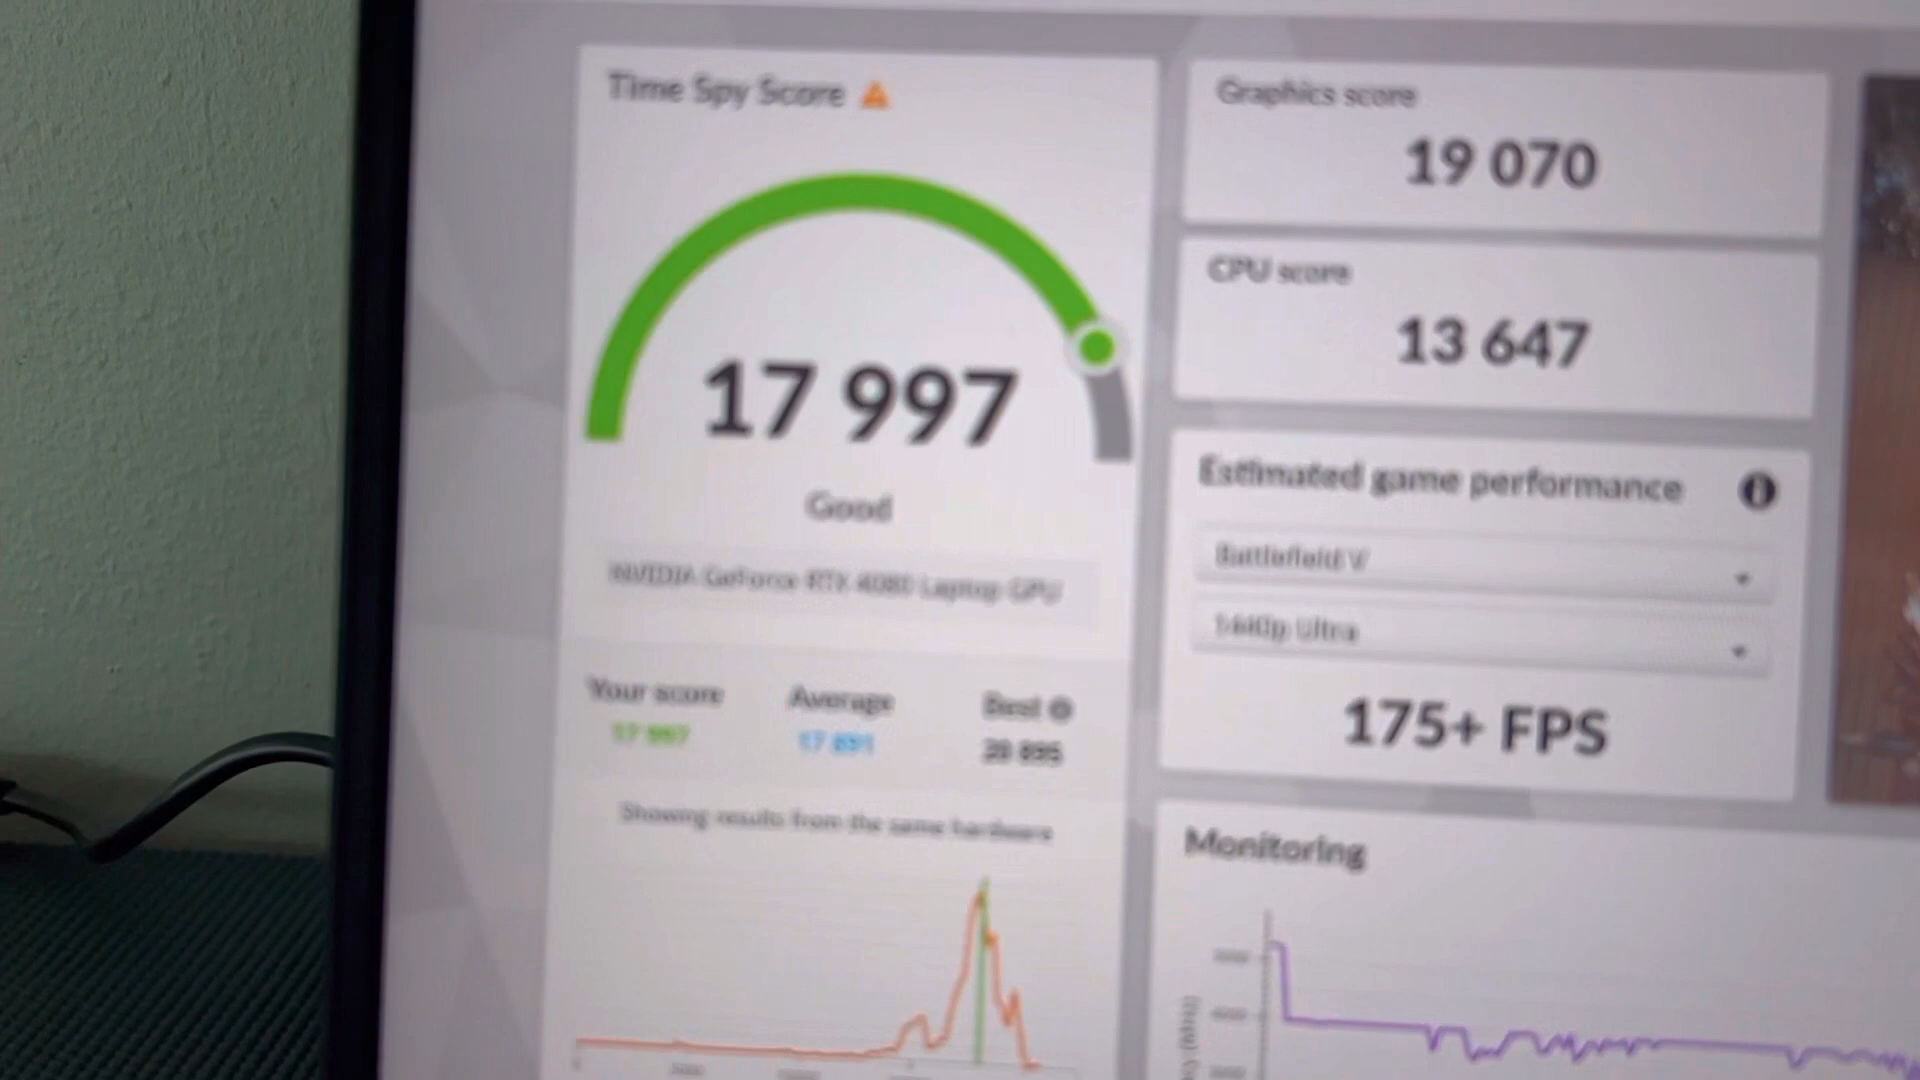 Time Spy Score
17 997
Good
NVIDIA GeForce RTX 4080 Laptop GPU
Your score
Average
Best
17 997
17 891
Showing results from the same hardware
Graphics score
19 070
CPU score
13 647
Estimated game performance
Battlefield V
1440p Ultra
175+ FPS
Monitoring